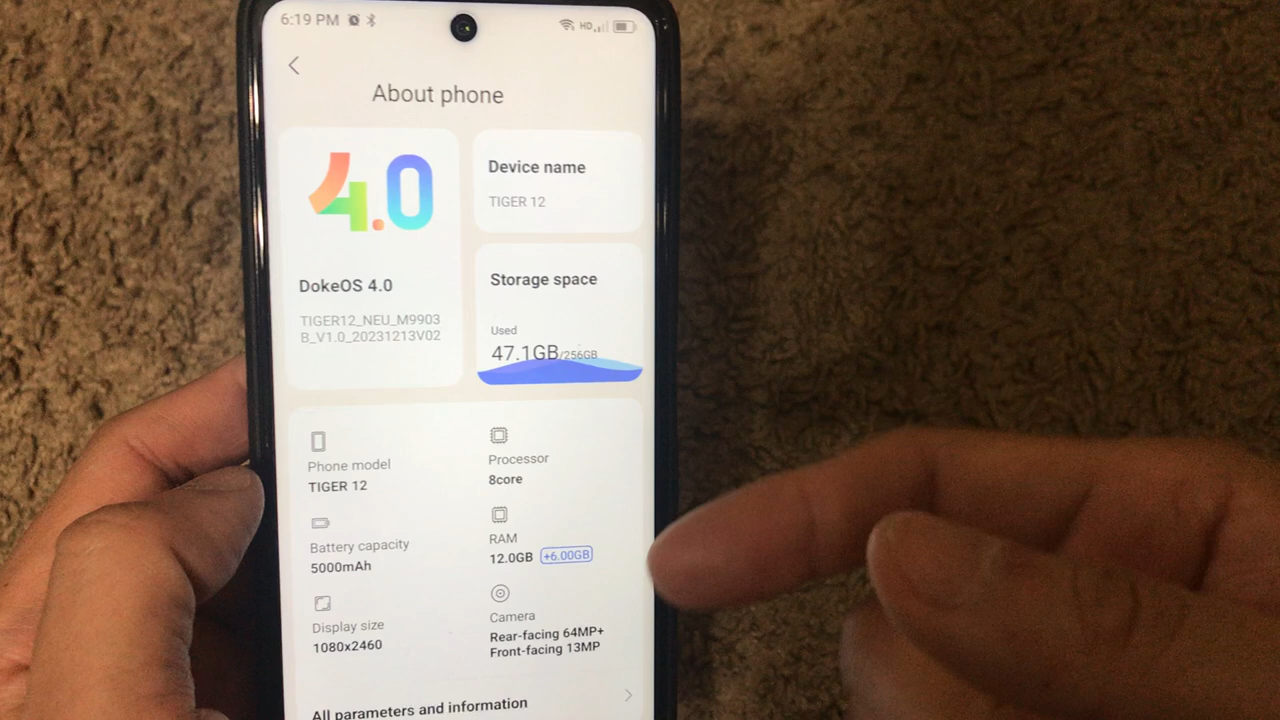 6:19 PM
HD
About phone
4.0
DokeOS 4.0
TIGER12_NEU_M9903
B_V1.0_20231213V02
Device name
TIGER 12
Storage space
Used
47.1GB/256GB
Phone model
TIGER 12
Processor
8core
Battery capacity
5000mAh
RAM
12.0GB +6.00GB
Display size
1080x2460
Camera
Rear-facing 64MP+
Front-facing 13MP
All parameters and information